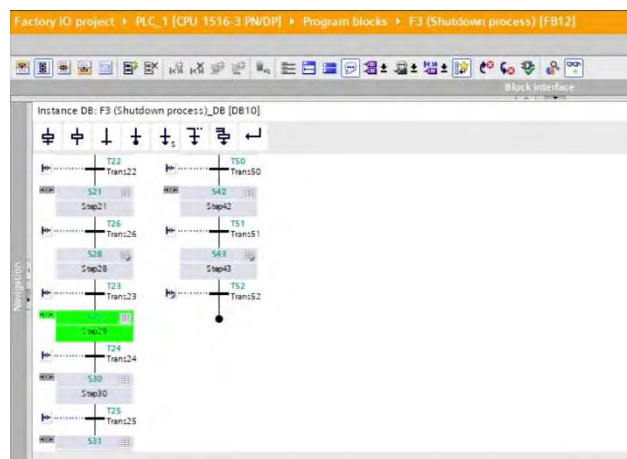 Factory IO project ▸ PLC_1 [CPU 1516-3 PN/DP] ▸ Program blocks ▸ F3 (Shutdown process) [FB12]
Block interface
Instance DB: F3 (Shutdown process)_DB [DB10]
Navigation
T22
Trans22
S21
Step21
T26
Trans26
S28
Step28
T23
Trans23
Step29
T24
Trans24
S30
Step30
T25
Trans25
S31
T50
Trans50
S42
Step42
T51
Trans51
S43
Step43
T52
Trans52